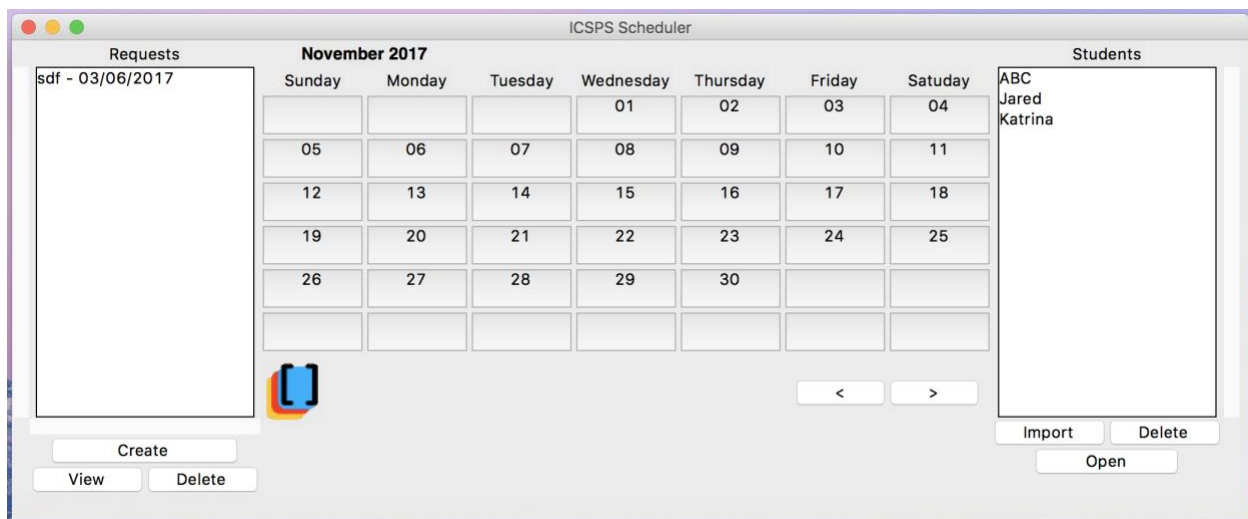 ICSPS Scheduler
Requests
sdf - 03/06/2017
Create
View Delete
November 2017
Sunday Monday Tuesday Wednesday Thursday Friday Satuday
01 02 03 04
05 06 07 08 09 10 11
12 13 14 15 16 17 18
19 20 21 22 23 24 25
26 27 28 29 30
[ ]
< >
Students
ABC
Jared
Katrina
Import Delete
Open